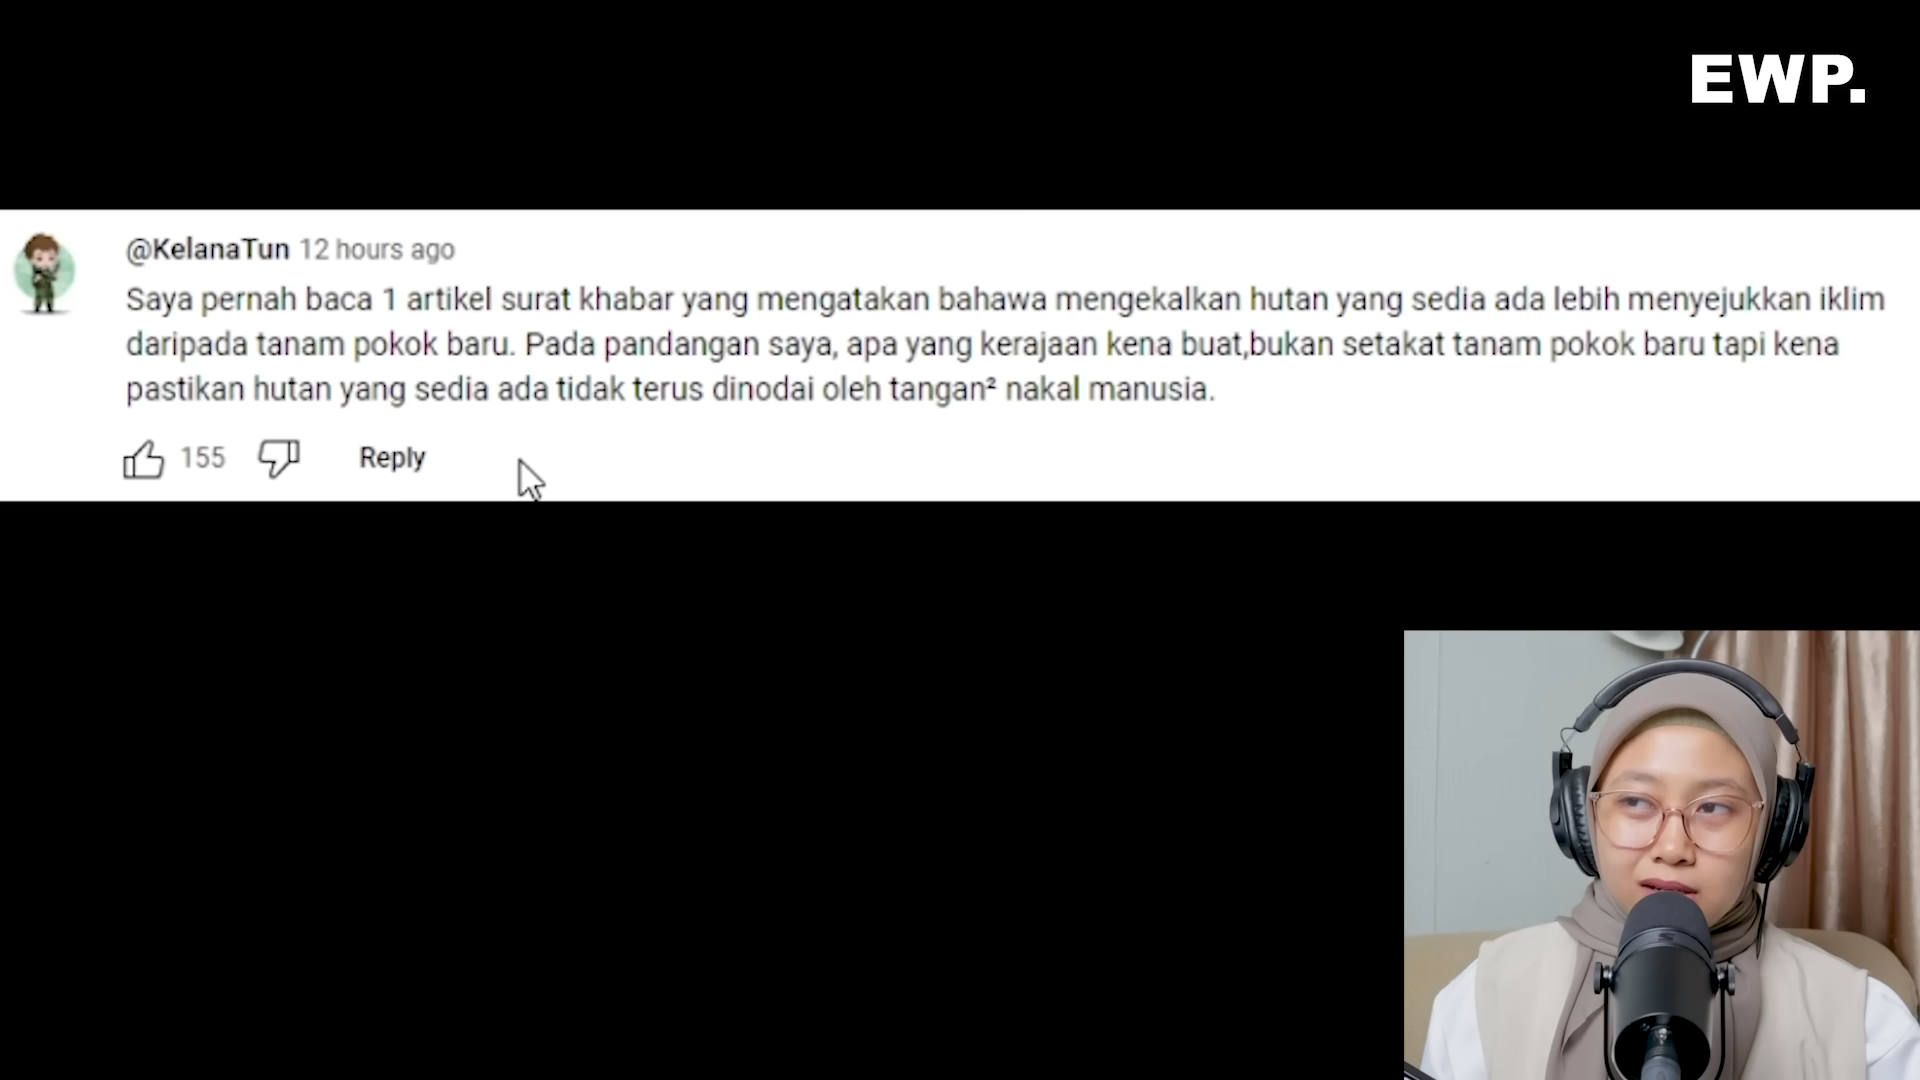 EWP.
@KelanaTun 12 hours ago
Saya pernah baca 1 artikel surat khabar yang mengatakan bahawa mengekalkan hutan yang sedia ada lebih menyejukkan iklim
daripada tanam pokok baru. Pada pandangan saya, apa yang kerajaan kena buat,bukan setakat tanam pokok baru tapi kena
pastikan hutan yang sedia ada tidak terus dinodai oleh tangan² nakal manusia.
155 Reply